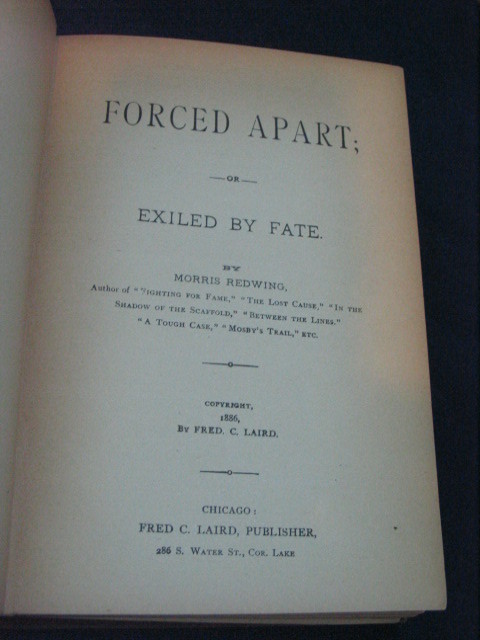 FORCED APART;
—OR—
EXILED BY FATE.
BY
MORRIS REDWING,
Author of "FIGHTING FOR FAME," "THE LOST CAUSE," "IN THE
SHADOW OF THE SCAFFOLD," "BETWEEN THE LINES."
"A TOUGH CASE," "MOSBY'S TRAIL," ETC.
COPYRIGHT,
1886,
BY FRED. C. LAIRD.
CHICAGO:
FRED C. LAIRD, PUBLISHER,
286 S. WATER ST., COR. LAKE